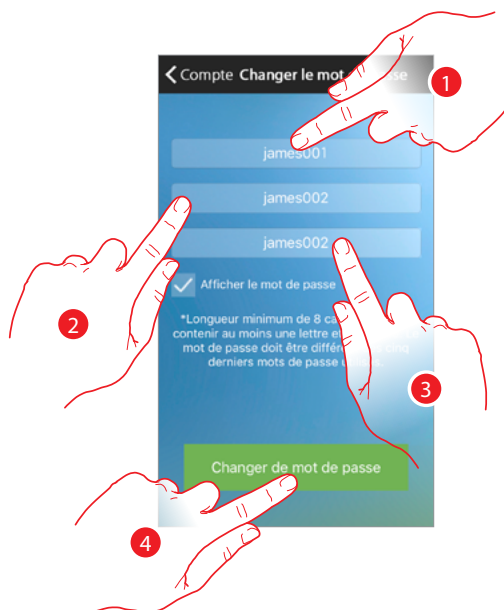 Compte Changer le mot
1
james001
james002
james002
Afficher le mot de passe
2
*Longueur minimum de 8
contenir au moins une lettre
mot de passe doit être
derniers mots de passe
3
Changer de mot de passe
4